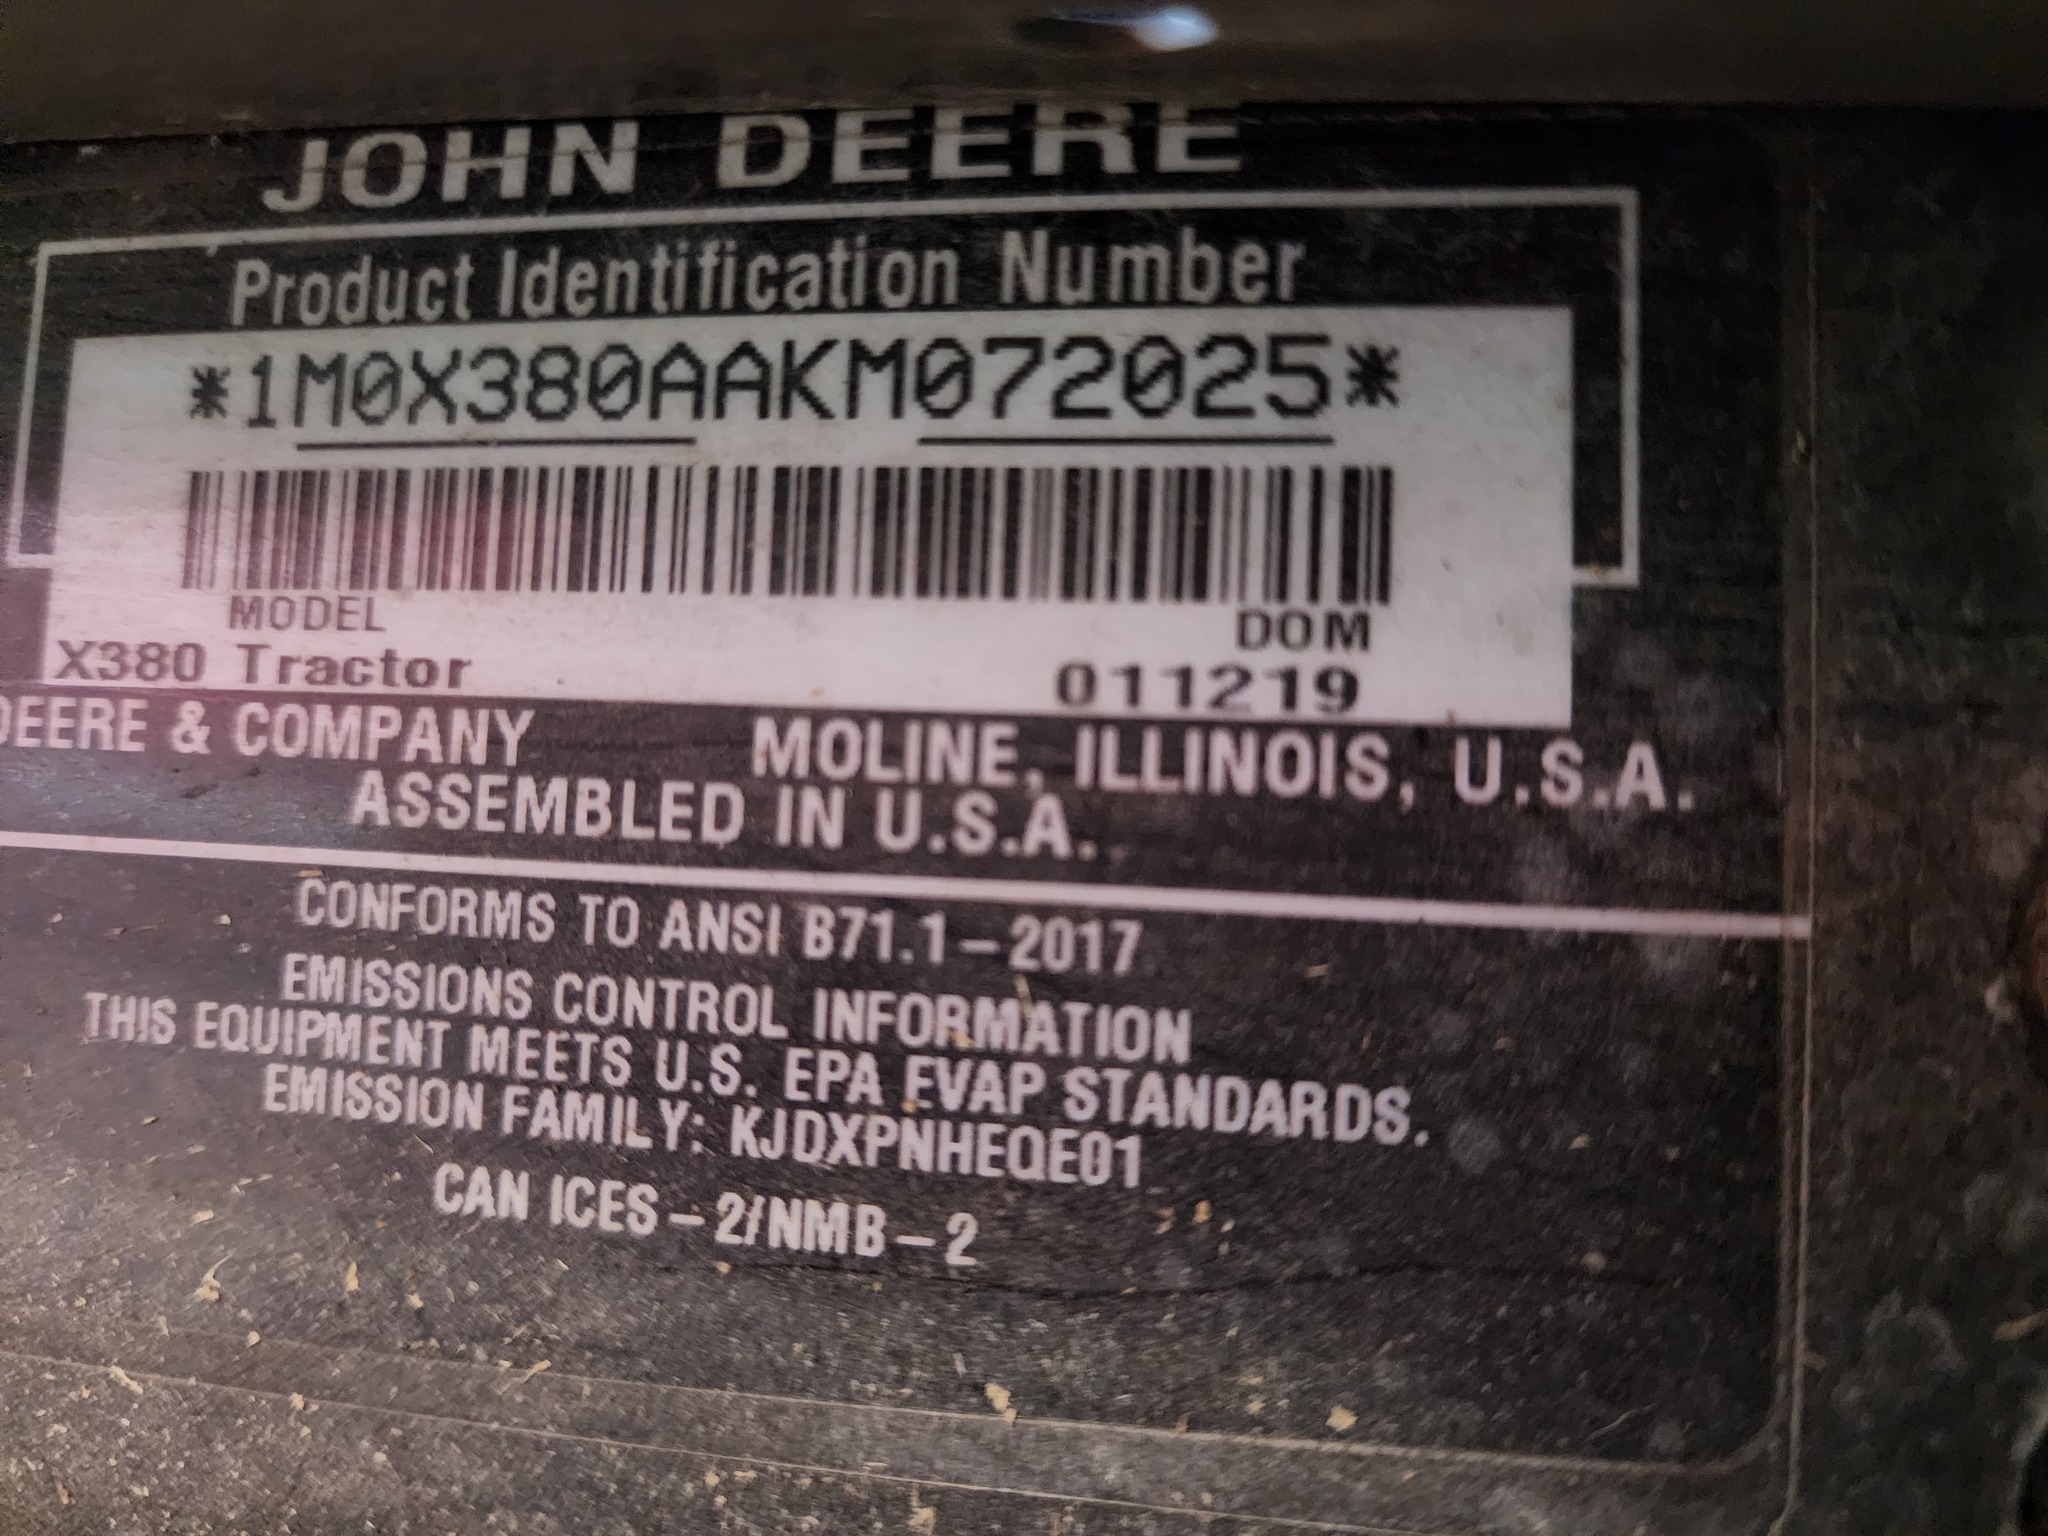 JOHN DEERE
Product Identification Number
*1M0X380AAKM072025*
MODEL DOM
X380 Tractor 011219
DEERE & COMPANY MOLINE, ILLINOIS, U.S.A.
ASSEMBLED IN U.S.A.
CONFORMS TO ANSI B71.1-2017
EMISSIONS CONTROL INFORMATION
THIS EQUIPMENT MEETS U.S. EPA EVAP STANDARDS.
EMISSION FAMILY: KJDXPNHEQE01
CAN ICES-2/NMB-2